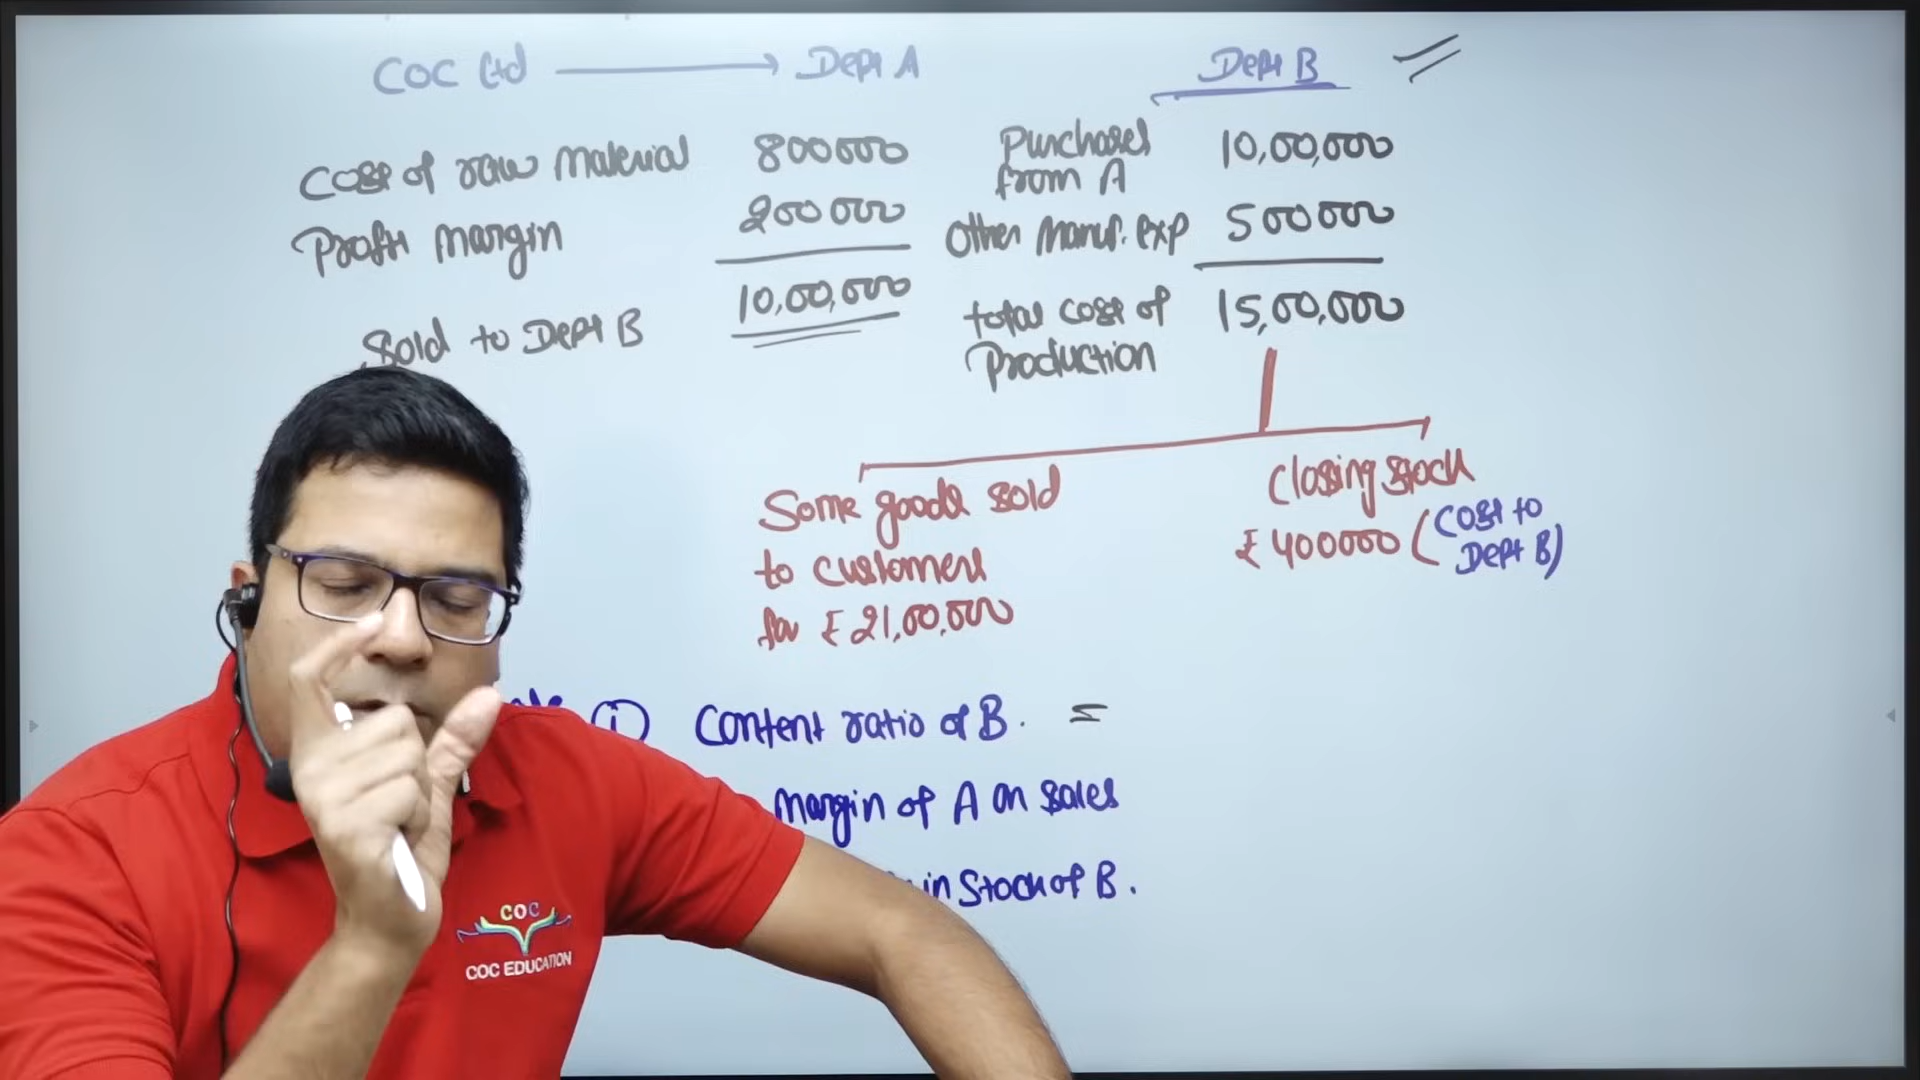 COC Ltd → Dept A
Dept B
Cost of raw Material 800000
Profit Margin 200000
10,00,000
Sold to Dept B
Purchases from A 10,00,000
Other Manuf. exp 500000
total cost of Production 15,00,000
Some goods sold
to customers
for ₹ 21,00,000
Closing Stock
₹ 400000 (Cost to
Dept B)
① Content ratio of B. =
Margin of A on sales
in Stock of B.
COC
COC EDUCATION